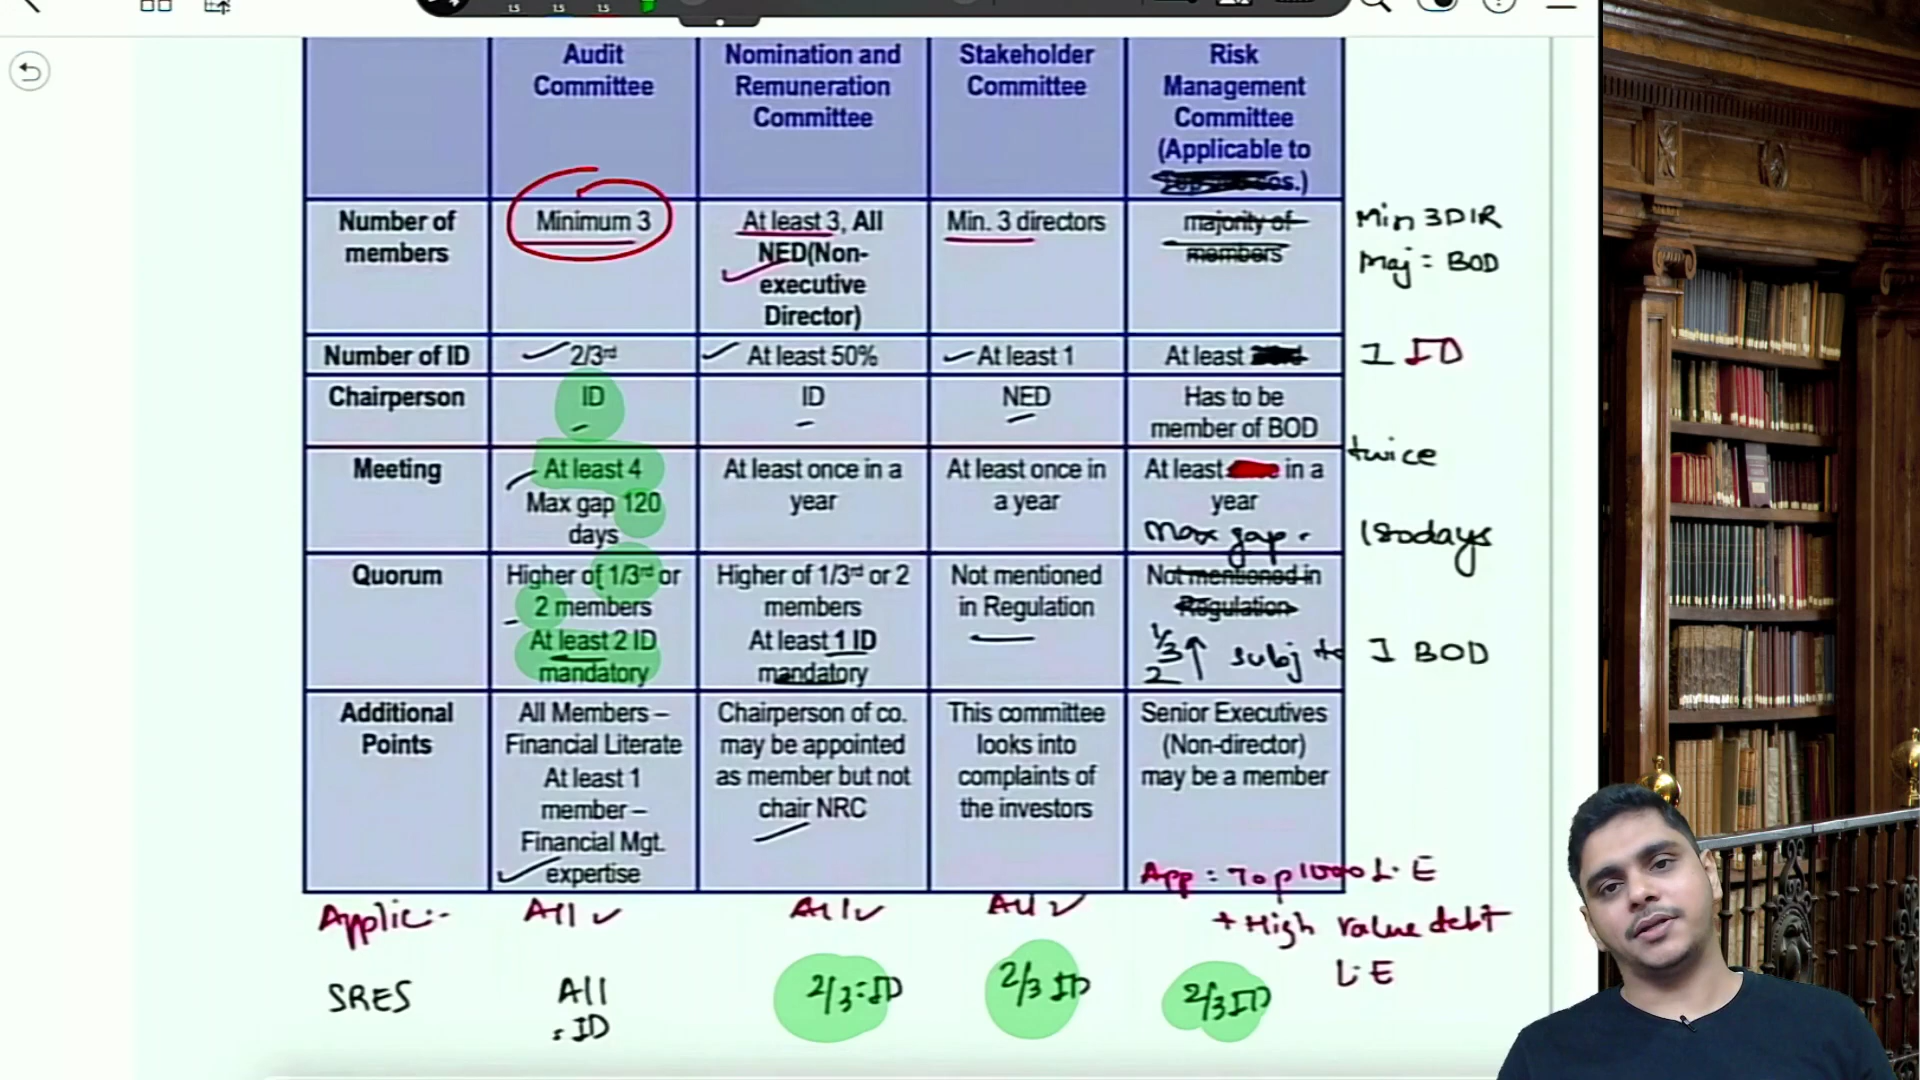 1.5 1.5 1.5
Audit
Committee
Nomination and
Remuneration
Committee
Stakeholder
Committee
Risk
Management
Committee
(Applicable to
os.)
Number of
members
Minimum 3
At least 3, All
NED(Non-
executive
Director)
Min. 3 directors
majority of
members
Min 3 DIR
Maj = BOD
Number of ID
2/3rd
At least 50%
At least 1
At least
1 ID
Chairperson
ID
ID
NED
Has to be
member of BOD
Meeting
At least 4
Max gap 120
days
At least once in a
year
At least once in
a year
At least in a
year
Max gap -
twice
180days
Quorum
Higher of 1/3rd or
2 members
At least 2 ID
mandatory
Higher of 1/3rd or 2
members
At least 1 ID
mandatory
Not mentioned
in Regulation
Not mentioned in
Regulation
1/3
2 ↑ subj to 1 BOD
Additional
Points
All Members –
Financial Literate
At least 1
member –
Financial Mgt.
expertise
Chairperson of co.
may be appointed
as member but not
chair NRC
This committee
looks into
complaints of
the investors
Senior Executives
(Non-director)
may be a member
App = Top 1000 L.E
+ High value debt
L.E
Applic:- All ✓ All ✓ All ✓
SRES
All
= ID
2/3 = ID
2/3 ID
2/3 ID